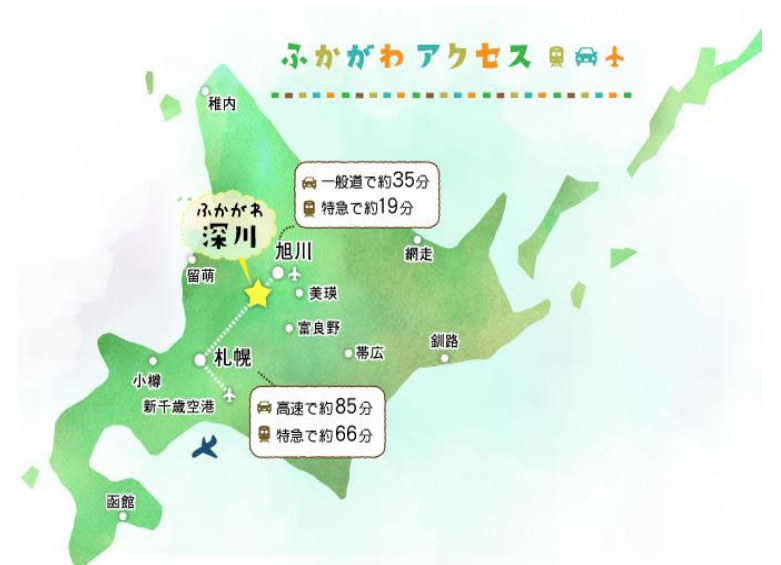 ふかがわアクセス
稚内
一般道で約35分
特急で約19分
ふかがわ
深川
旭川
網走
留萌
美瑛
富良野
帯広
釧路
札幌
小樽
新千歳空港
高速で約85分
特急で約66分
函館